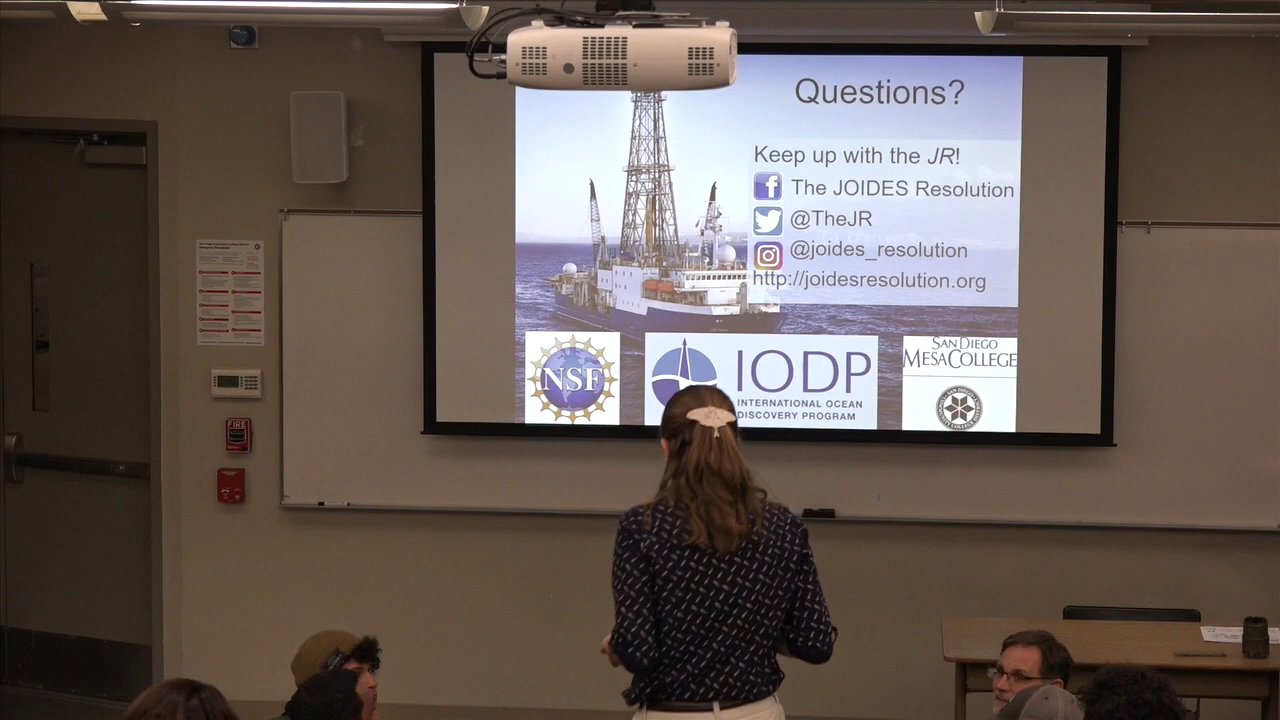 Questions?
Keep up with the JR!
The JOIDES Resolution
@TheJR
@joides_resolution
http://joidesresolution.org
NSF
IODP
INTERNATIONAL OCEAN
DISCOVERY PROGRAM
SAN DIEGO
MESA COLLEGE
FIRE